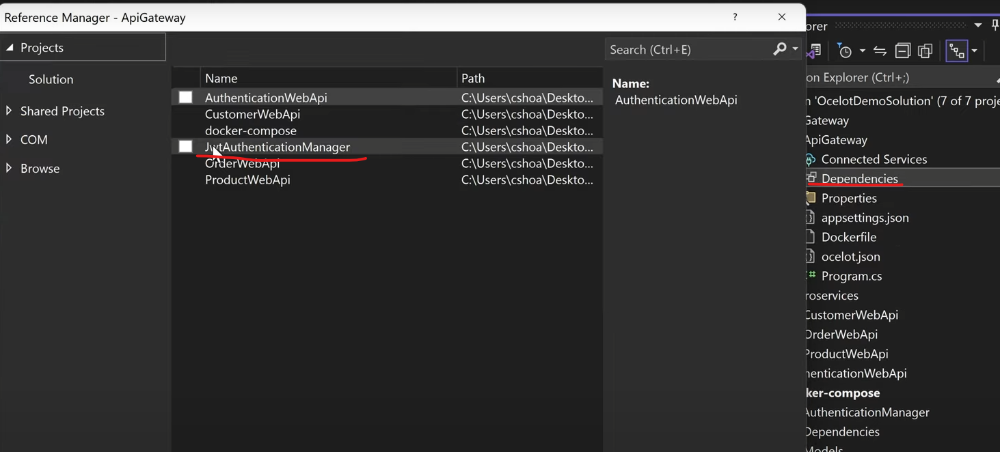 Reference Manager - ApiGateway
?
Projects
Solution
Shared Projects
COM
Browse
Search (Ctrl+E)
Name Path
AuthenticationWebApi C:\Users\cshoa\Deskto...
CustomerWebApi C:\Users\cshoa\Deskto...
docker-compose C:\Users\cshoa\Deskto...
JwtAuthenticationManager C:\Users\cshoa\Deskto...
OrderWebApi C:\Users\cshoa\Deskto...
ProductWebApi C:\Users\cshoa\Deskto...
Name:
AuthenticationWebApi
orer
on Explorer (Ctrl+;)
n 'OcelotDemoSolution' (7 of 7 proje
Gateway
ApiGateway
Connected Services
Dependencies
Properties
appsettings.json
Dockerfile
ocelot.json
Program.cs
roservices
CustomerWebApi
OrderWebApi
ProductWebApi
henticationWebApi
ker-compose
AuthenticationManager
Dependencies
Models